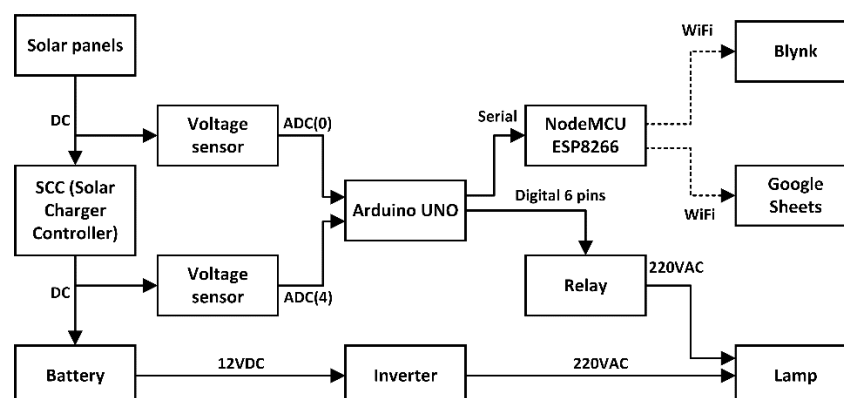 Solar panels
WiFi
Blynk
DC
Voltage
sensor
ADC(0)
Serial
NodeMCU
ESP8266
SCC (Solar
Charger
Controller)
Arduino UNO
Digital 6 pins
WiFi
Google
Sheets
DC
Voltage
sensor
ADC(4)
Relay
220VAC
Battery
12VDC
Inverter
220VAC
Lamp